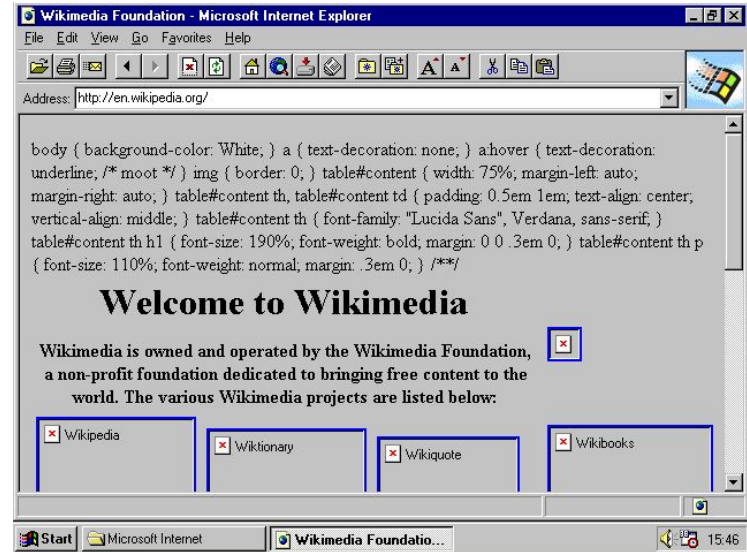 Wikimedia Foundation - Microsoft Internet Explorer
File Edit View Go Favorites Help
A A
Address: http://en.wikipedia.org/
body { background-color: White; } a { text-decoration: none; } a:hover { text-decoration:
underline; /* moot */ } img { border: 0; } table#content { width: 75%; margin-left: auto;
margin-right: auto; } table#content th, table#content td { padding: 0.5em 1em; text-align: center;
vertical-align: middle; } table#content th { font-family: "Lucida Sans", Verdana, sans-serif; }
table#content th h1 { font-size: 190%; font-weight: bold; margin: 0 0 .3em 0; } table#content th p
{ font-size: 110%; font-weight: normal; margin: .3em 0; } /**/
Welcome to Wikimedia
Wikimedia is owned and operated by the Wikimedia Foundation,
a non-profit foundation dedicated to bringing free content to the
world. The various Wikimedia projects are listed below:
Wikipedia
Wiktionary
Wikiquote
Wikibooks
Start
Microsoft Internet
Wikimedia Foundatio...
15:46